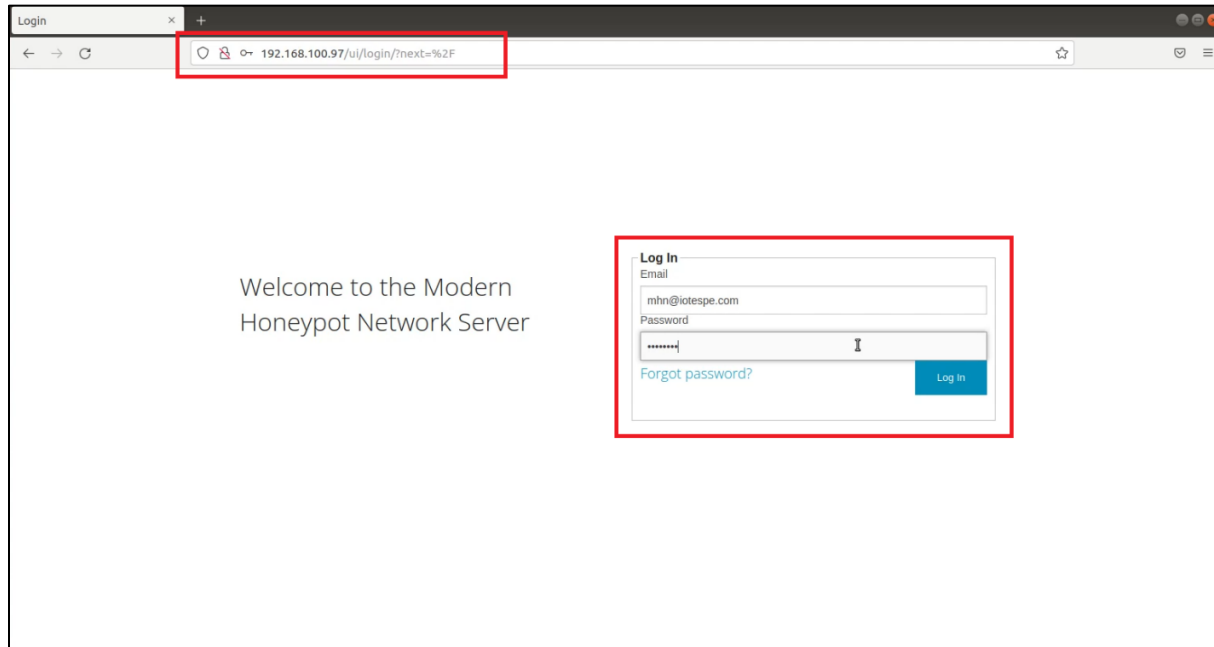 Login
192.168.100.97/ui/login/?next=%2F
Welcome to the Modern
Honeypot Network Server
Log In
Email
mhn@iotespe.com
Password
••••••••
Forgot password?
Log In